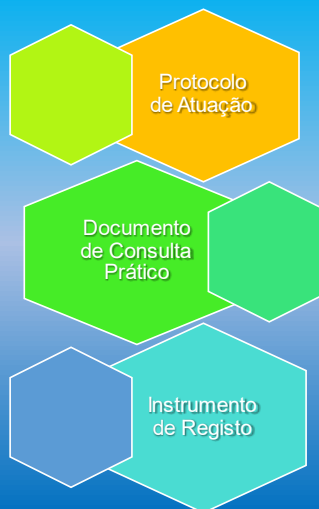 Protocolo
de Atuação
Documento
de Consulta
Prático
Instrumento
de Registo